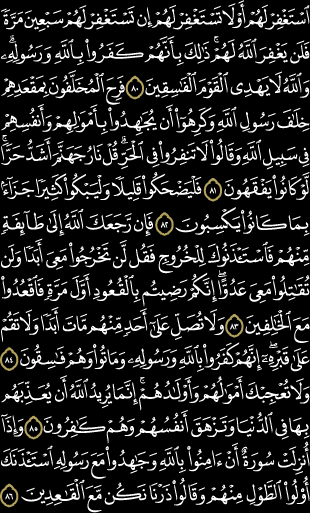 ٱسْتَغْفِرْ لَهُمْ أَوْ لَا تَسْتَغْفِرْ لَهُمْ إِن تَسْتَغْفِرْ لَهُمْ سَبْعِينَ مَرَّةً
فَلَن يَغْفِرَ ٱللَّهُ لَهُمْ ۚ ذَٰلِكَ بِأَنَّهُمْ كَفَرُوا۟ بِٱللَّهِ وَرَسُولِهِۦ ۗ
وَٱللَّهُ لَا يَهْدِى ٱلْقَوْمَ ٱلْفَـٰسِقِينَ ٨٠ فَرِحَ ٱلْمُخَلَّفُونَ بِمَقْعَدِهِمْ
خِلَـٰفَ رَسُولِ ٱللَّهِ وَكَرِهُوٓا۟ أَن يُجَـٰهِدُوا۟ بِأَمْوَٰلِهِمْ وَأَنفُسِهِمْ
فِى سَبِيلِ ٱللَّهِ وَقَالُوا۟ لَا تَنفِرُوا۟ فِى ٱلْحَرِّ ۗ قُلْ نَارُ جَهَنَّمَ أَشَدُّ حَرًّا ۚ
لَّوْ كَانُوا۟ يَفْقَهُونَ ٨١ فَلْيَضْحَكُوا۟ قَلِيلًا وَلْيَبْكُوا۟ كَثِيرًا جَزَآءًۢ
بِمَا كَانُوا۟ يَكْسِبُونَ ٨٢ فَإِن رَّجَعَكَ ٱللَّهُ إِلَىٰ طَآئِفَةٍ
مِّنْهُمْ فَٱسْتَـْٔذَنُوكَ لِلْخُرُوجِ فَقُل لَّن تَخْرُجُوا۟ مَعِىَ أَبَدًا وَلَن
تُقَـٰتِلُوا۟ مَعِىَ عَدُوًّا ۖ إِنَّكُمْ رَضِيتُم بِٱلْقُعُودِ أَوَّلَ مَرَّةٍ فَٱقْعُدُوا۟
مَعَ ٱلْخَـٰلِفِينَ ٨٣ وَلَا تُصَلِّ عَلَىٰٓ أَحَدٍ مِّنْهُم مَّاتَ أَبَدًا وَلَا تَقُمْ
عَلَىٰ قَبْرِهِۦٓ ۖ إِنَّهُمْ كَفَرُوا۟ بِٱللَّهِ وَرَسُولِهِۦ وَمَاتُوا۟ وَهُمْ فَـٰسِقُونَ ٨٤
وَلَا تُعْجِبْكَ أَمْوَٰلُهُمْ وَأَوْلَـٰدُهُمْ ۚ إِنَّمَا يُرِيدُ ٱللَّهُ أَن يُعَذِّبَهُم
بِهَا فِى ٱلدُّنْيَا وَتَزْهَقَ أَنفُسُهُمْ وَهُمْ كَـٰفِرُونَ ٨٥ وَإِذَآ
أُنزِلَتْ سُورَةٌ أَنْ ءَامِنُوا۟ بِٱللَّهِ وَجَـٰهِدُوا۟ مَعَ رَسُولِهِ ٱسْتَـْٔذَنَكَ
أُو۟لُوا۟ ٱلطَّوْلِ مِنْهُمْ وَقَالُوا۟ ذَرْنَا نَكُن مَّعَ ٱلْقَـٰعِدِينَ ٨٦